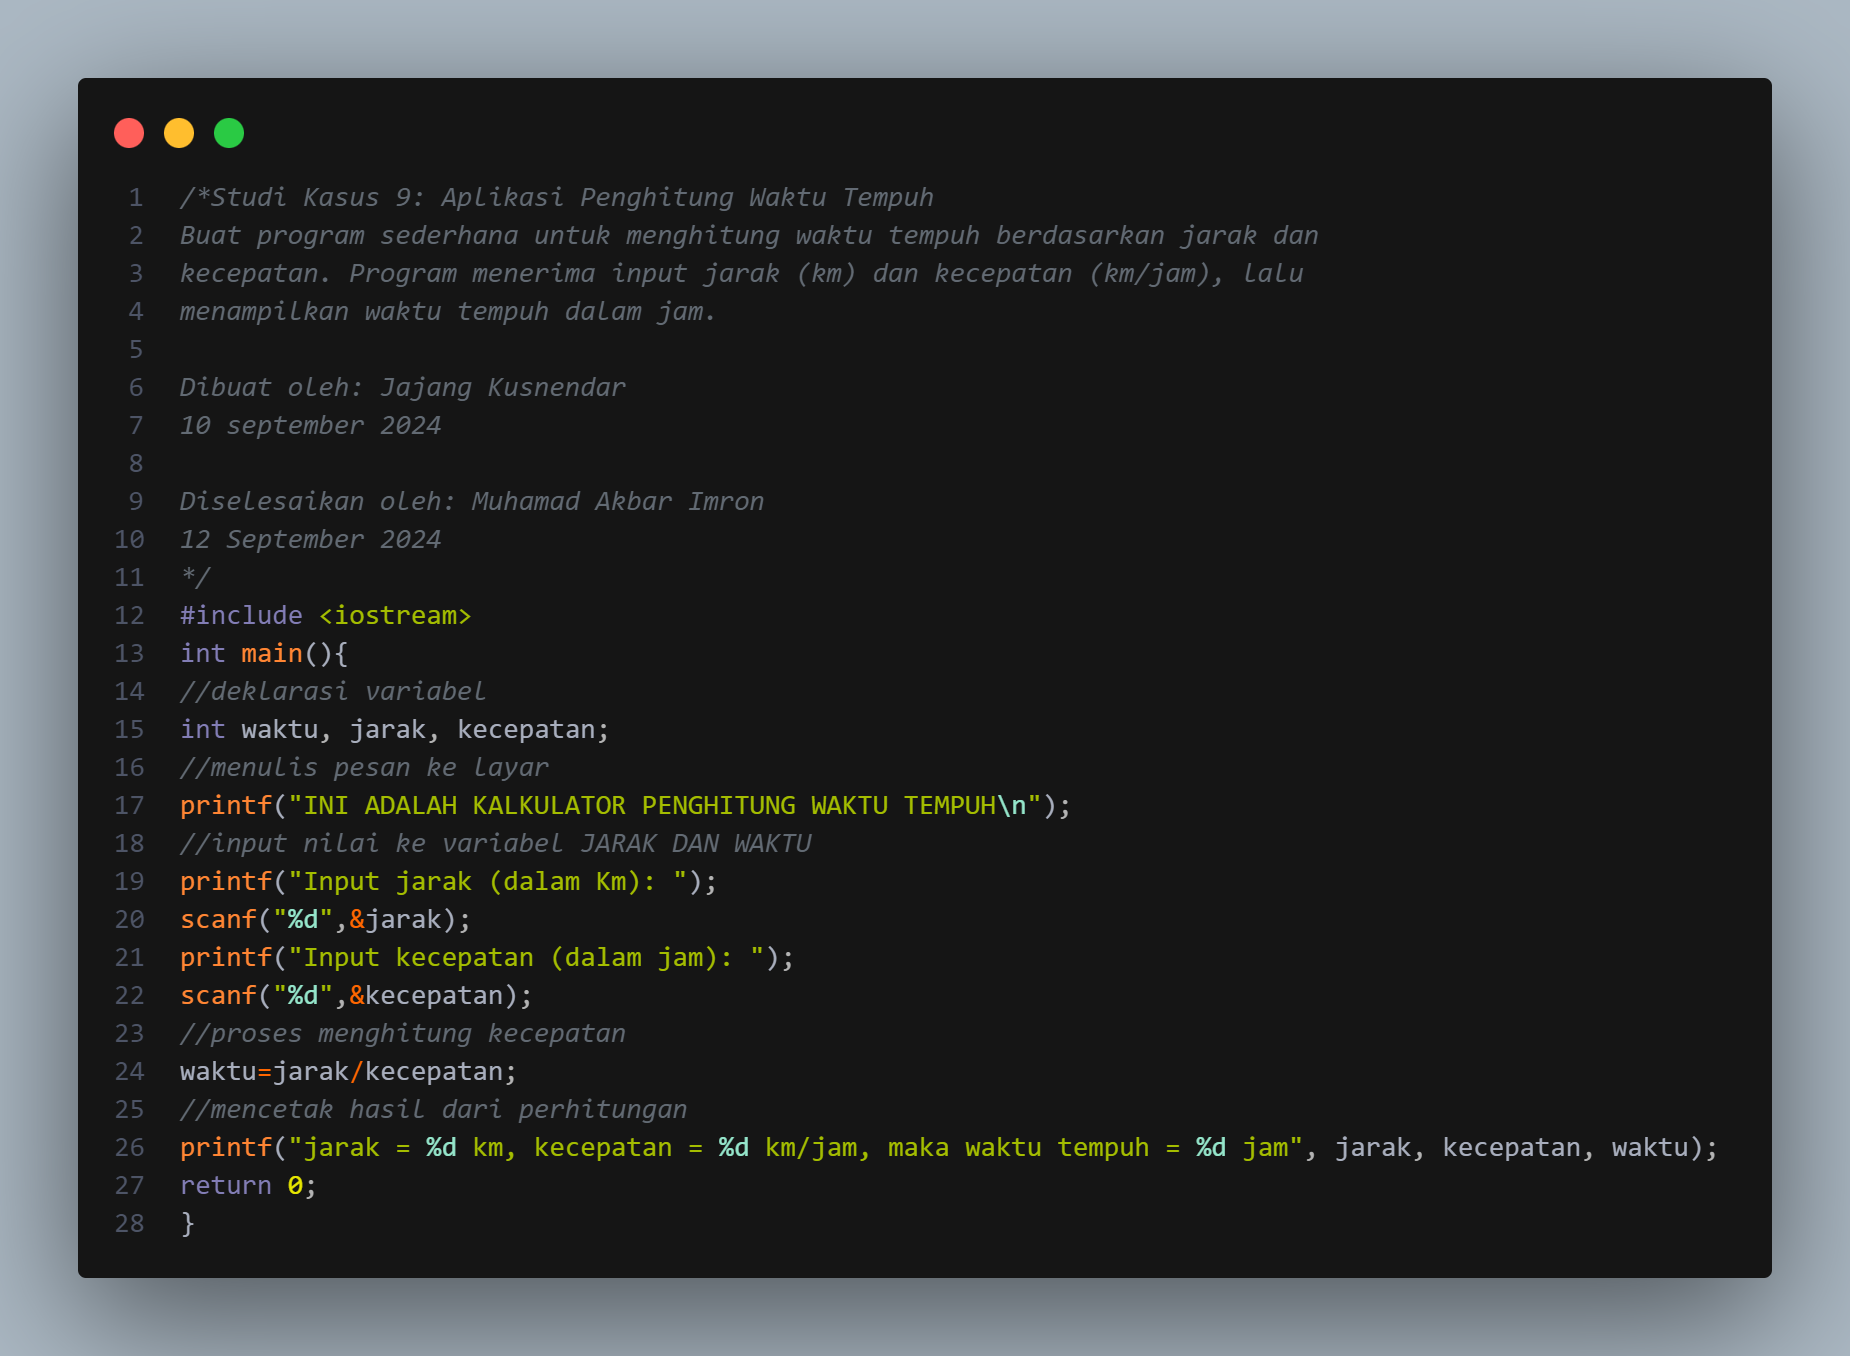 1 /*Studi Kasus 9: Aplikasi Penghitung Waktu Tempuh
2 Buat program sederhana untuk menghitung waktu tempuh berdasarkan jarak dan
3 kecepatan. Program menerima input jarak (km) dan kecepatan (km/jam), lalu
4 menampilkan waktu tempuh dalam jam.
5
6 Dibuat oleh: Jajang Kusnendar
7 10 september 2024
8
9 Diselesaikan oleh: Muhamad Akbar Imron
10 12 September 2024
11 */
12 #include <iostream>
13 int main(){
14 //deklarasi variabel
15 int waktu, jarak, kecepatan;
16 //menulis pesan ke layar
17 printf("INI ADALAH KALKULATOR PENGHITUNG WAKTU TEMPUH\n");
18 //input nilai ke variabel JARAK DAN WAKTU
19 printf("Input jarak (dalam Km): ");
20 scanf("%d",&jarak);
21 printf("Input kecepatan (dalam jam): ");
22 scanf("%d",&kecepatan);
23 //proses menghitung kecepatan
24 waktu=jarak/kecepatan;
25 //mencetak hasil dari perhitungan
26 printf("jarak = %d km, kecepatan = %d km/jam, maka waktu tempuh = %d jam", jarak, kecepatan, waktu);
27 return 0;
28 }